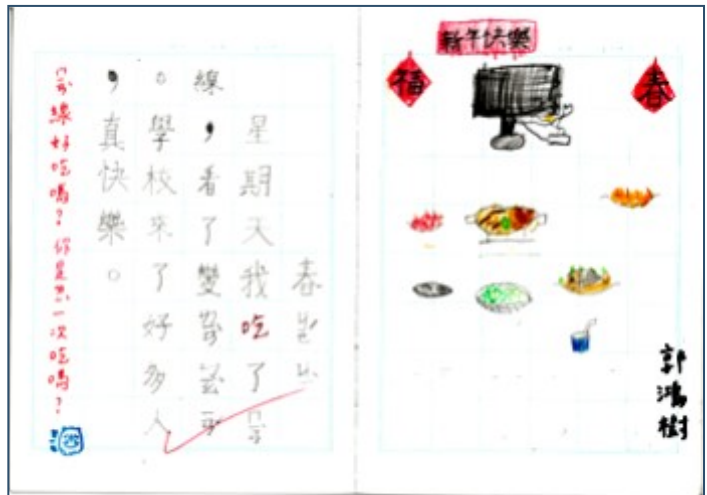 春
星期天我吃了
線，看了變
。學校來了好多人
，真快樂。
線好吃嗎？你是第一次吃嗎？
新年快樂
福
春
郭鴻樹